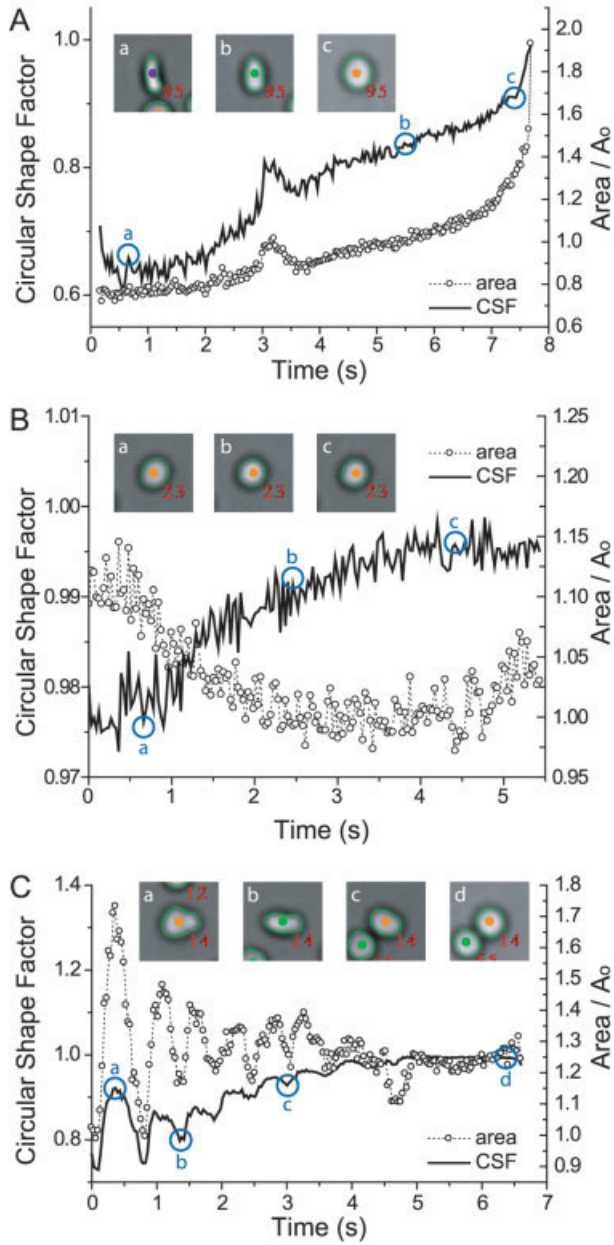 A
a
b
c
95
95
95
Circular Shape Factor
1.0
0.8
0.6
a
b
c
area
CSF
2.0
1.8
1.6
1.4
1.2
1.0
0.8
0.6
Area / Ao
0 1 2 3 4 5 6 7 8
Time (s)
B
a
b
c
23
23
23
Circular Shape Factor
1.01
1.00
0.99
0.98
0.97
a
b
c
area
CSF
1.25
1.20
1.15
1.10
1.05
1.00
0.95
Area / Ao
0 1 2 3 4 5
Time (s)
C
a
b
c
d
12
14
14
14
14
Circular Shape Factor
1.4
1.2
1.0
0.8
a
b
c
d
area
CSF
1.8
1.7
1.6
1.5
1.4
1.3
1.2
1.1
1.0
0.9
Area / Ao
0 1 2 3 4 5 6 7
Time (s)